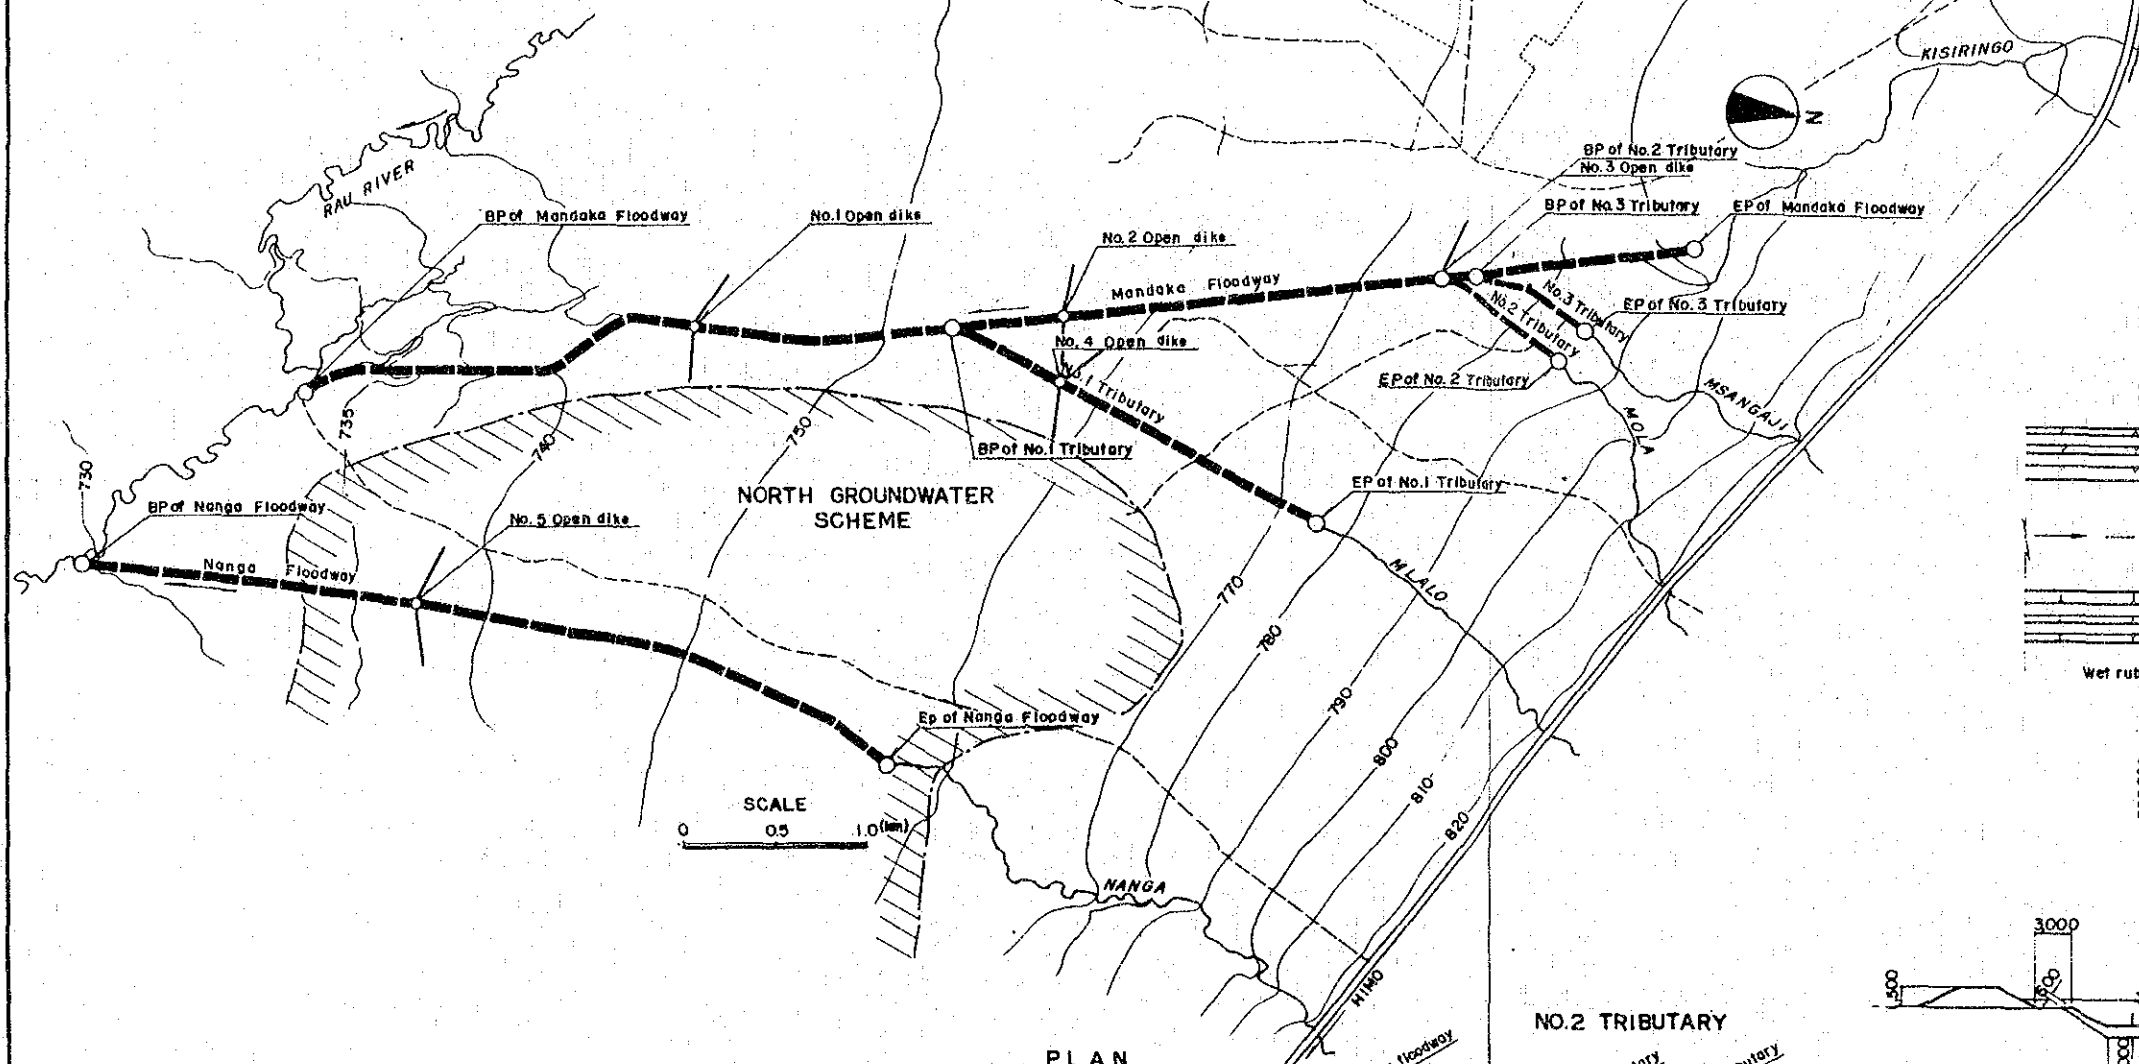 KISIRINGO
N
BP of No.2 Tributary
No.3 Open dike
RAU RIVER
BP of Mandaka Floodway
No.1 Open dike
BP of No.3 Tributary
EP of Mandaka Floodway
No.2 Open dike
Mandaka Floodway
No.3 Tributary
No.2 Tributary
EP of No.3 Tributary
No.4 Open dike
No.1 Tributary
EP of No.2 Tributary
MSANGAJI
MOLA
735
740
750
BP of No.1 Tributary
730
EP of No.1 Tributary
NORTH GROUNDWATER
SCHEME
BP of Nanga Floodway
No.5 Open dike
Nanga Floodway
MLALO
770
780
790
800
810
820
Wet rub
Ep of Nanga Floodway
SCALE
0 0.5 1.0(km)
NANGA
HIMO
3000
500
1500
NO.2 TRIBUTARY
PLAN
floodway